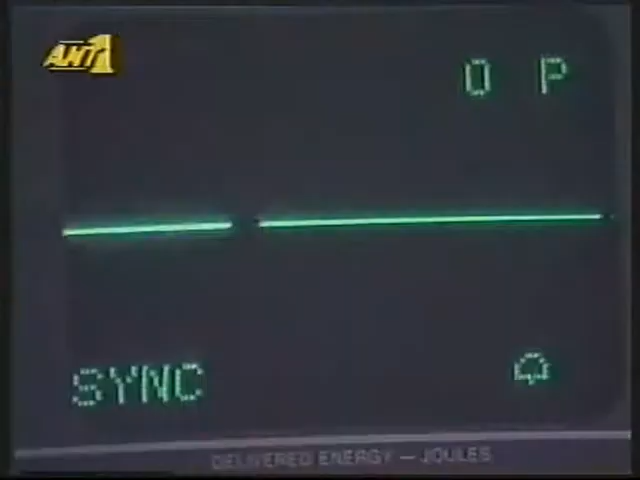 ANT1
0 P
SYNC
DELIVERED ENERGY — JOULES